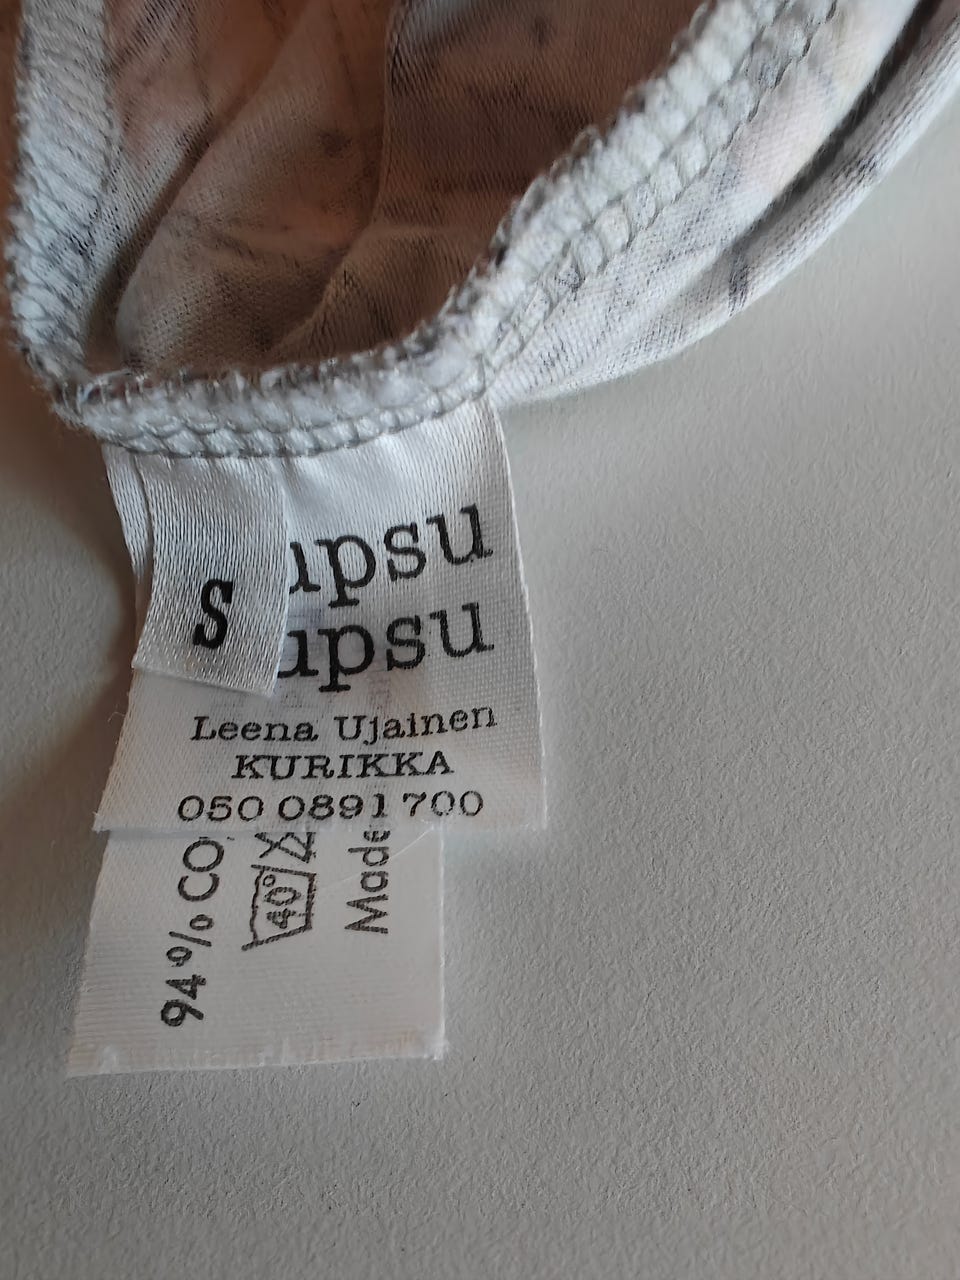 S
upsu
upsu
Leena Ujainen
KURIKKA
050 0891 700
94% CO
40°
Made